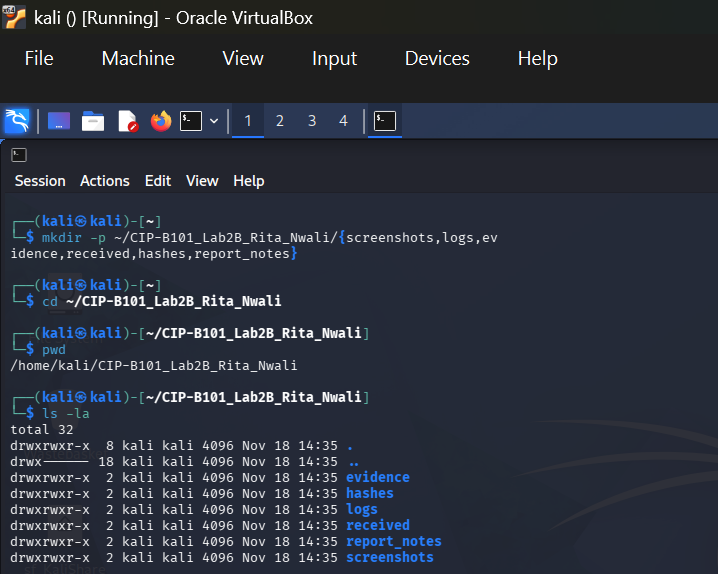 kali () [Running] - Oracle VirtualBox
File Machine View Input Devices Help
1 2 3 4
Session Actions Edit View Help
┌──(kali㉿kali)-[~]
└─$ mkdir -p ~/CIP-B101_Lab2B_Rita_Nwali/{screenshots,logs,ev
idence,received,hashes,report_notes}
┌──(kali㉿kali)-[~]
└─$ cd ~/CIP-B101_Lab2B_Rita_Nwali
┌──(kali㉿kali)-[~/CIP-B101_Lab2B_Rita_Nwali]
└─$ pwd
/home/kali/CIP-B101_Lab2B_Rita_Nwali
┌──(kali㉿kali)-[~/CIP-B101_Lab2B_Rita_Nwali]
└─$ ls -la
total 32
drwxrwxr-x  8 kali kali 4096 Nov 18 14:35 .
drwx------ 18 kali kali 4096 Nov 18 14:35 ..
drwxrwxr-x  2 kali kali 4096 Nov 18 14:35 evidence
drwxrwxr-x  2 kali kali 4096 Nov 18 14:35 hashes
drwxrwxr-x  2 kali kali 4096 Nov 18 14:35 logs
drwxrwxr-x  2 kali kali 4096 Nov 18 14:35 received
drwxrwxr-x  2 kali kali 4096 Nov 18 14:35 report_notes
drwxrwxr-x  2 kali kali 4096 Nov 18 14:35 screenshots